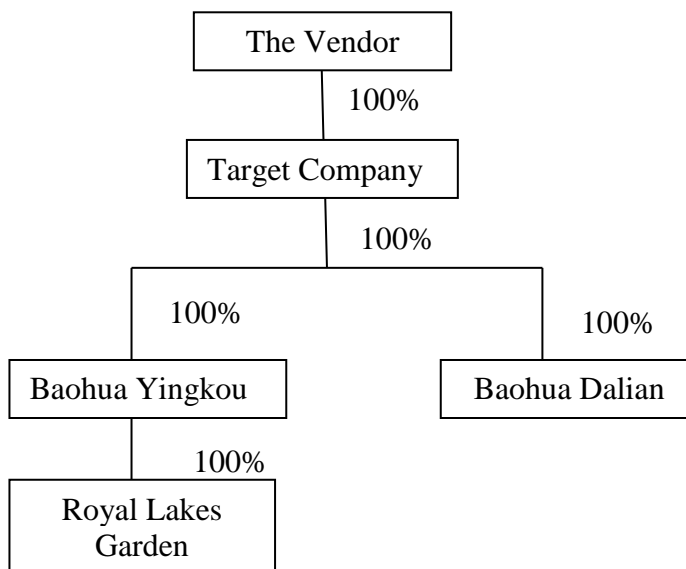 The Vendor
100%
Target Company
100%
100%
100%
Baohua Yingkou
Baohua Dalian
100%
Royal Lakes
Garden